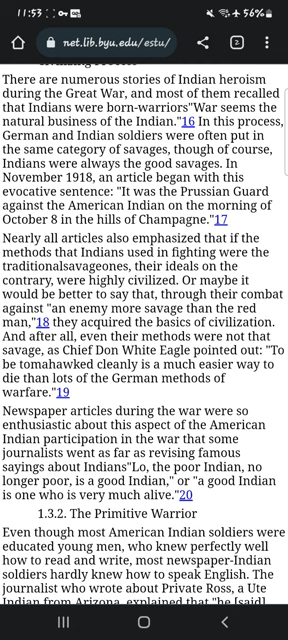 11:53
56%
net.lib.byu.edu/estu/
2
There are numerous stories of Indian heroism
during the Great War, and most of them recalled
that Indians were born-warriors"War seems the
natural business of the Indian."16 In this process,
German and Indian soldiers were often put in
the same category of savages, though of course,
Indians were always the good savages. In
November 1918, an article began with this
evocative sentence: "It was the Prussian Guard
against the American Indian on the morning of
October 8 in the hills of Champagne."17
Nearly all articles also emphasized that if the
methods that Indians used in fighting were the
traditionalsavageones, their ideals on the
contrary, were highly civilized. Or maybe it
would be better to say that, through their combat
against "an enemy more savage than the red
man,"18 they acquired the basics of civilization.
And after all, even their methods were not that
savage, as Chief Don White Eagle pointed out: "To
be tomahawked cleanly is a much easier way to
die than lots of the German methods of
warfare."19
Newspaper articles during the war were so
enthusiastic about this aspect of the American
Indian participation in the war that some
journalists went as far as revising famous
sayings about Indians"Lo, the poor Indian, no
longer poor, is a good Indian," or "a good Indian
is one who is very much alive."20
1.3.2. The Primitive Warrior
Even though most American Indian soldiers were
educated young men, who knew perfectly well
how to read and write, most newspaper-Indian
soldiers hardly knew how to speak English. The
journalist who wrote about Private Ross, a Ute
Indian from Arizona, explained that "he [said]